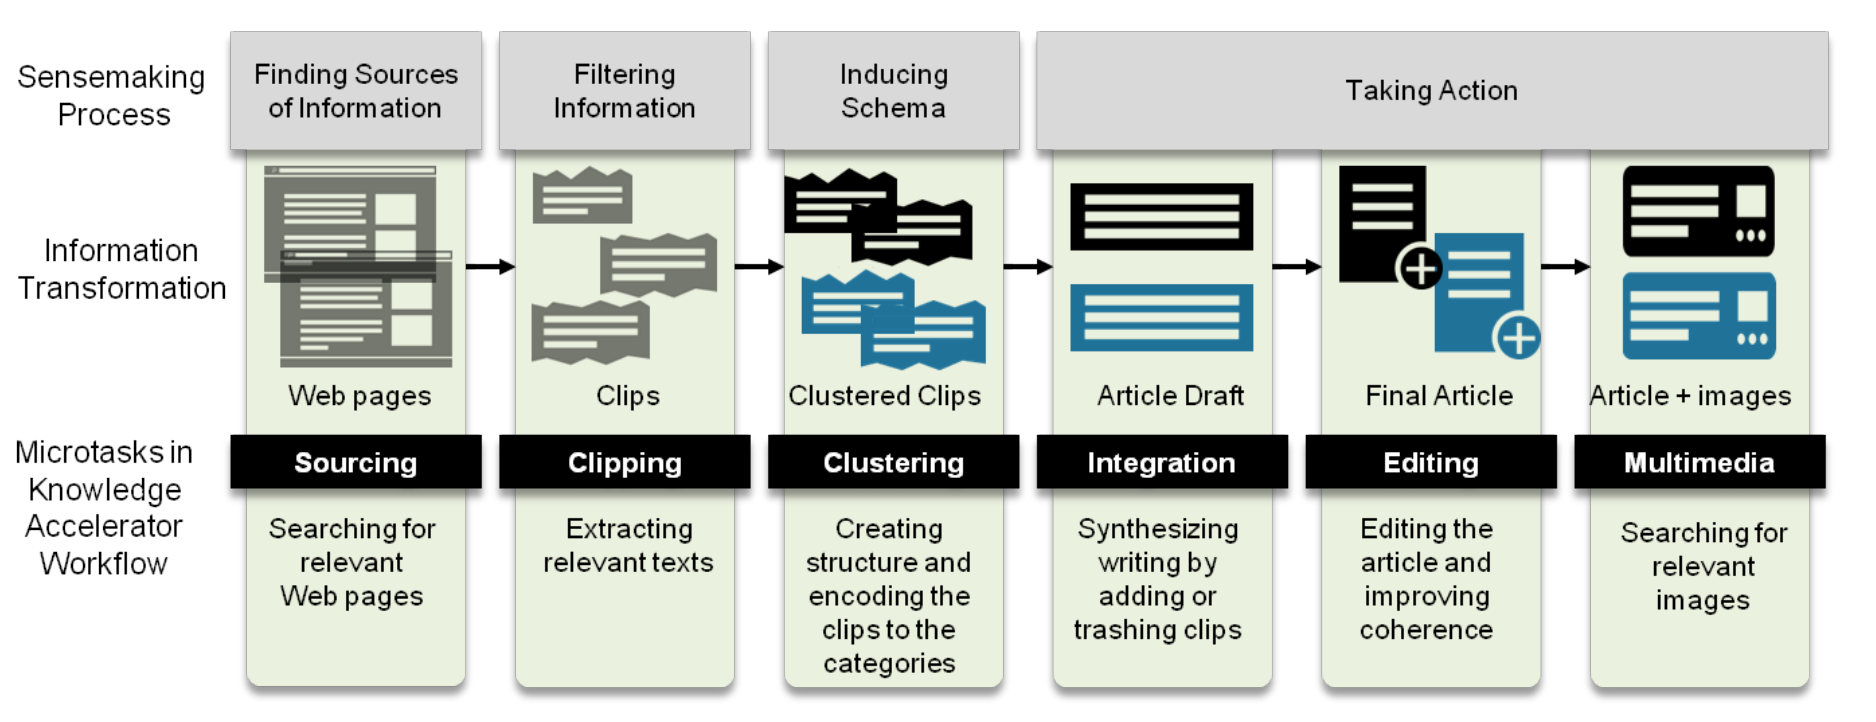 Sensemaking
Process
Finding Sources
of Information
Filtering
Information
Inducing
Schema
Taking Action
Information
Transformation
Web pages
Clips
Clustered Clips
Article Draft
Final Article
Article + images
Microtasks in
Knowledge
Accelerator
Workflow
Sourcing
Clipping
Clustering
Integration
Editing
Multimedia
Searching for
relevant
Web pages
Extracting
relevant texts
Creating
structure and
encoding the
clips to the
categories
Synthesizing
writing by
adding or
trashing clips
Editing the
article and
improving
coherence
Searching for
relevant
images